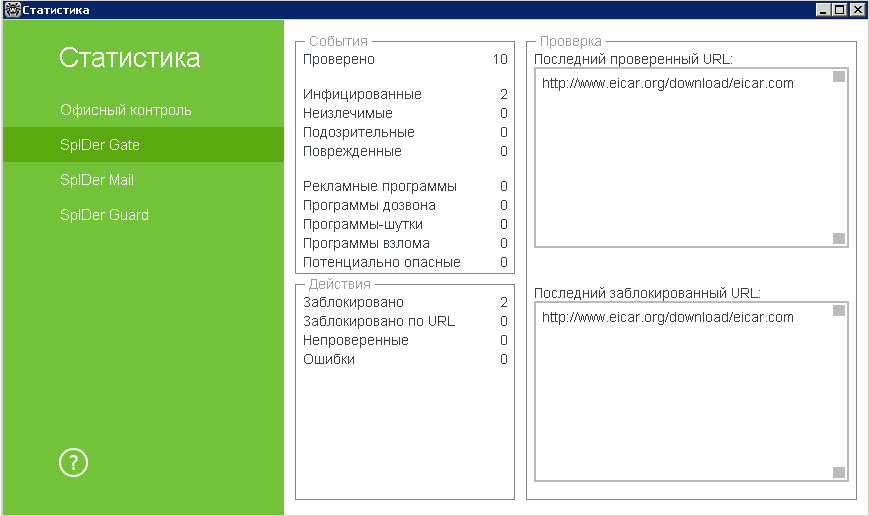 Статистика
Статистика
Офисный контроль
SpIDer Gate
SpIDer Mail
SpIDer Guard
?
События
Проверено 10
Инфицированные 2
Неизлечимые 0
Подозрительные 0
Поврежденные 0
Рекламные программы 0
Программы дозвона 0
Программы-шутки 0
Программы взлома 0
Потенциально опасные 0
Действия
Заблокировано 2
Заблокировано по URL 0
Непроверенные 0
Ошибки 0
Проверка
Последний проверенный URL:
http://www.eicar.org/download/eicar.com
Последний заблокированный URL:
http://www.eicar.org/download/eicar.com